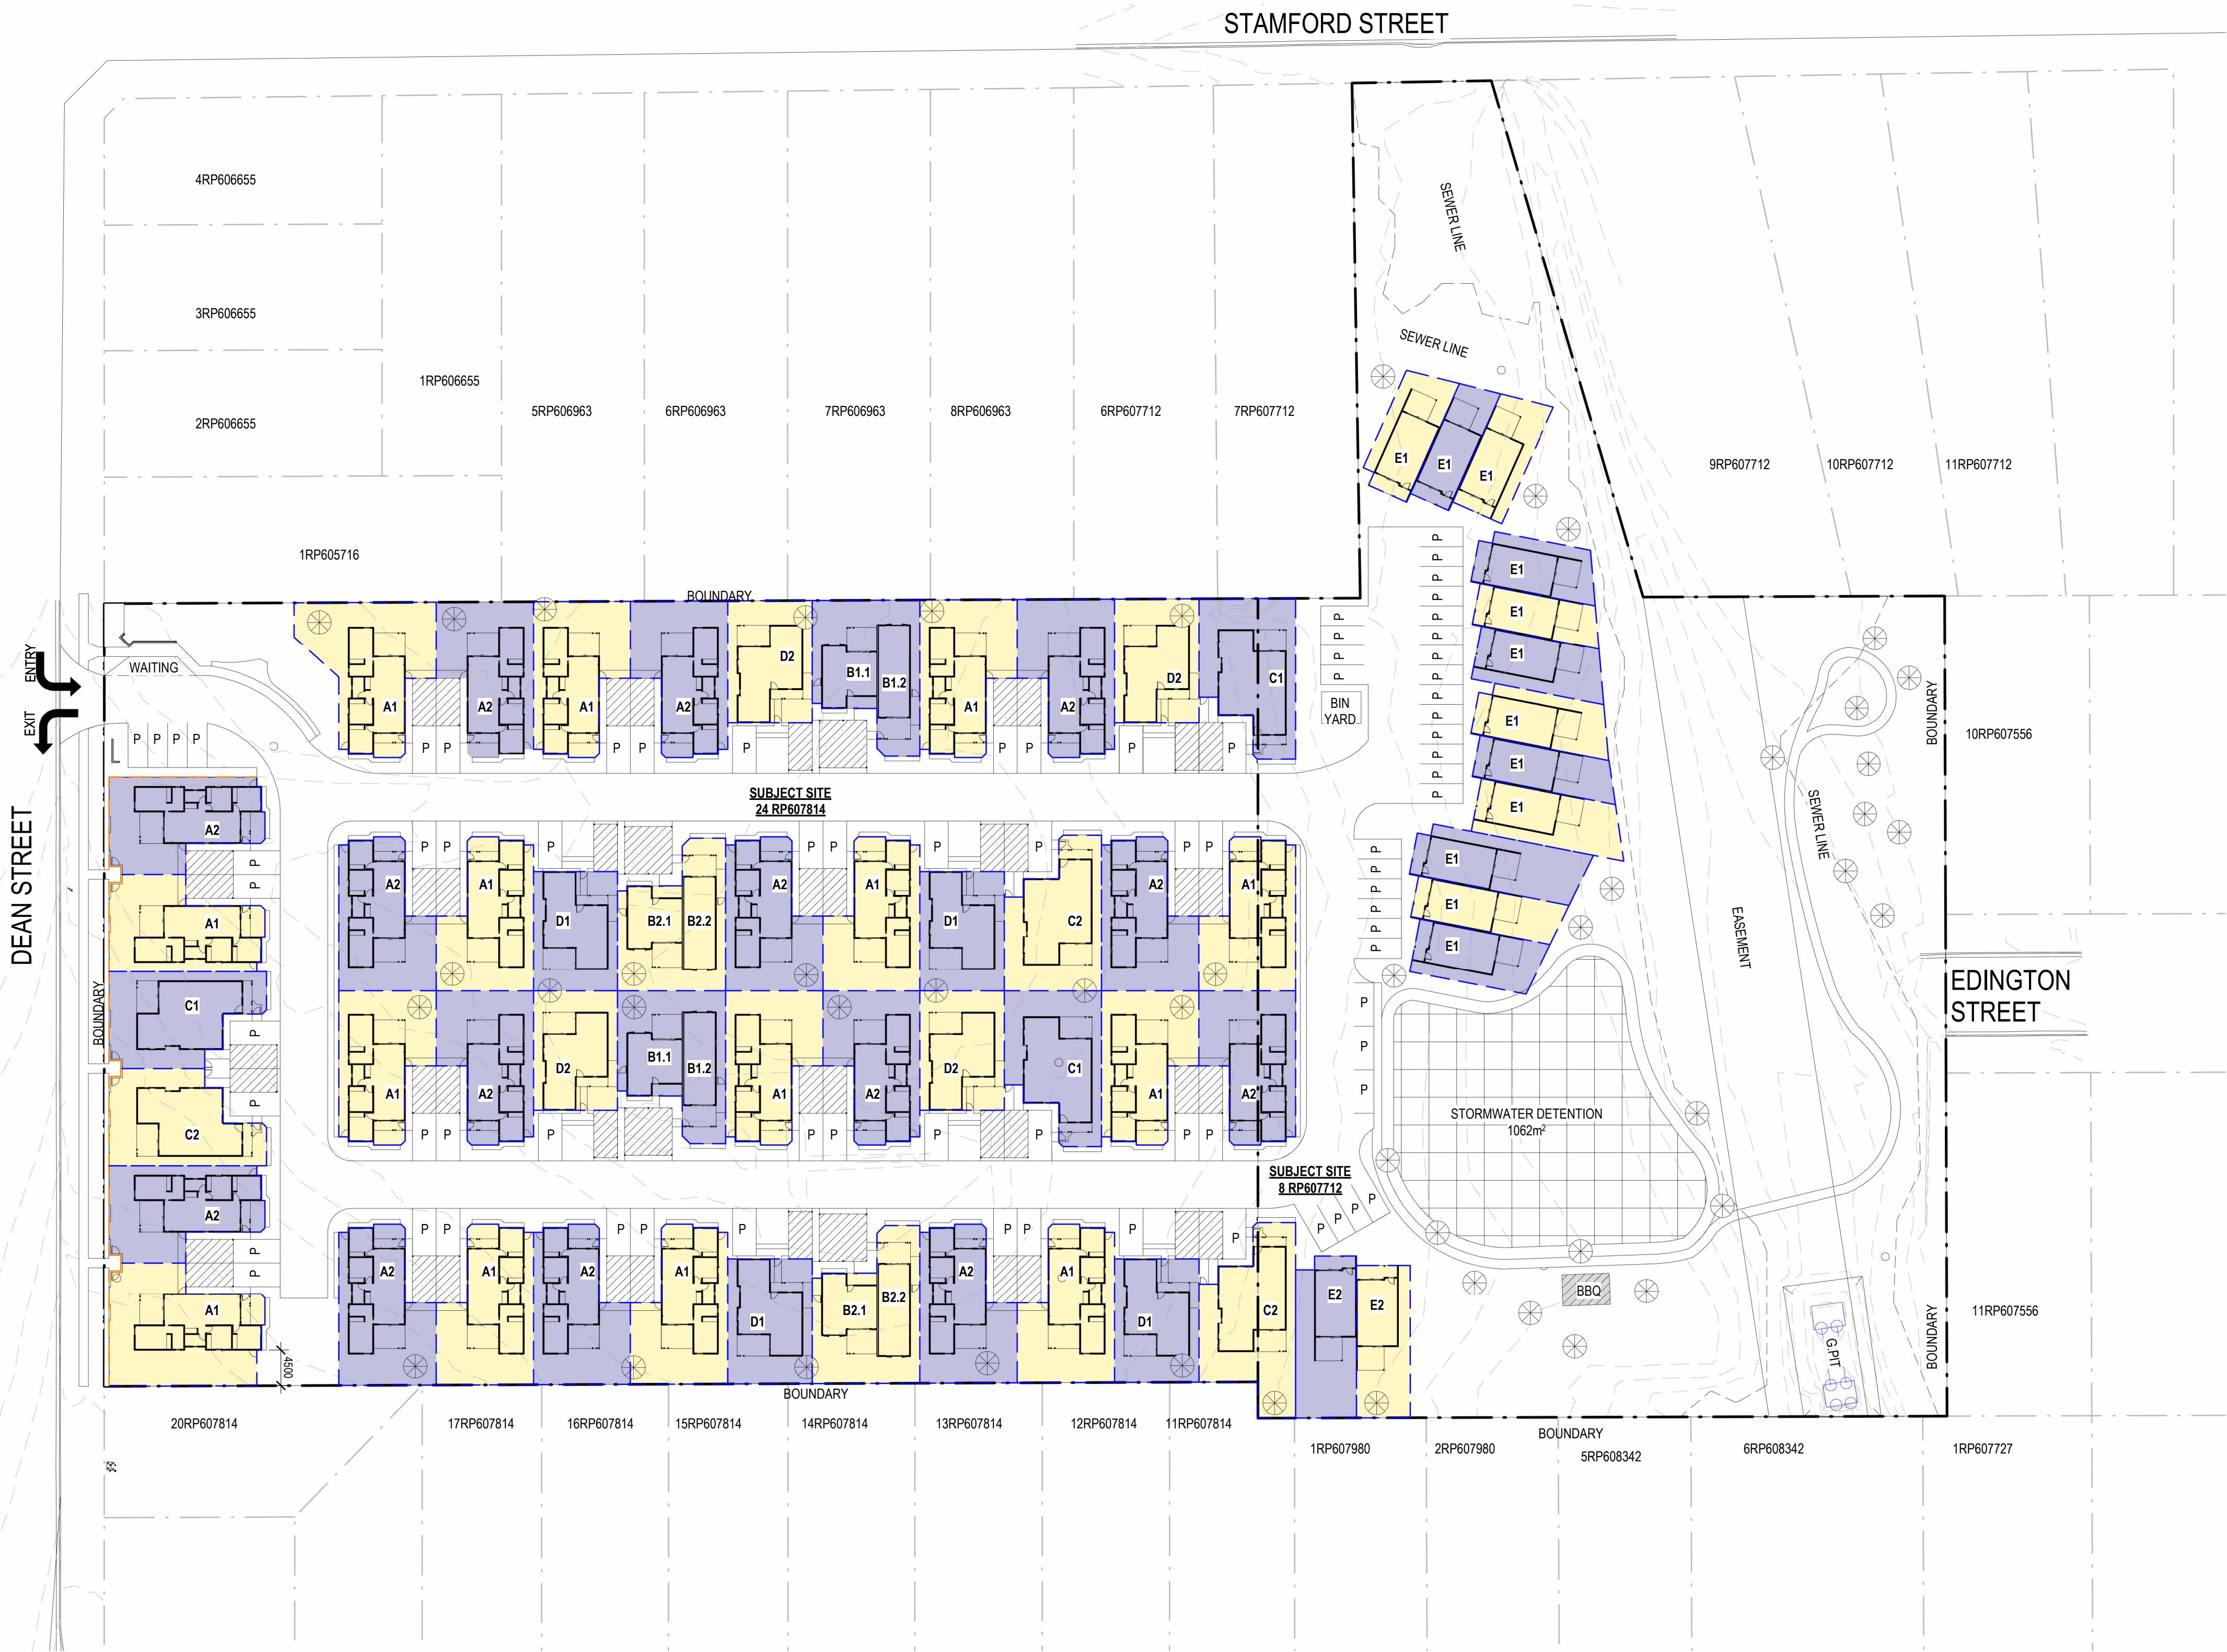 STAMFORD STREET
4RP606655
3RP606655
2RP606655
1RP606655
5RP606963
6RP606963
7RP606963
8RP606963
6RP607712
7RP607712
SEWER LINE
SEWER LINE
9RP607712
10RP607712
11RP607712
1RP605716
E1
E1
E1
BOUNDARY
ENTRY
EXIT
WAITING
DEAN STREET
BOUNDARY
P P P P
A1
A2
A1
A2
D2
B1.1
B1.2
A1
A2
D2
C1
P P
P P
P
P P
P
P
P
P
P
P
BIN
YARD
P
P
P
P
P
P
P
P
P
P
P
P
P
P
E1
E1
E1
E1
E1
E1
E1
E1
E1
BOUNDARY
10RP607556
SUBJECT SITE
24 RP607814
A2
P
P
A1
C1
P
P
C2
A2
P
P
A1
4500
P P
P
P P
P
P
P P
A2
A1
D1
B2.1
B2.2
A2
A1
D1
C2
A2
A1
P
P
P
P
P
P
P
P
P
A1
A2
D2
B1.1
B1.2
A1
A2
D2
C1
A1
A2
P P
P
P P
P
P
P P
SEWER LINE
EASEMENT
EDINGTON
STREET
STORMWATER DETENTION
1062m²
SUBJECT SITE
8 RP607712
P
P
P
P
P P
P P
P
P P
P
P
A2
A1
A2
A1
D1
B2.1
B2.2
A2
A1
D1
C2
E2
E2
BBQ
G.PIT
BOUNDARY
11RP607556
BOUNDARY
BOUNDARY
20RP607814
17RP607814
16RP607814
15RP607814
14RP607814
13RP607814
12RP607814
11RP607814
1RP607980
2RP607980
5RP608342
6RP608342
1RP607727